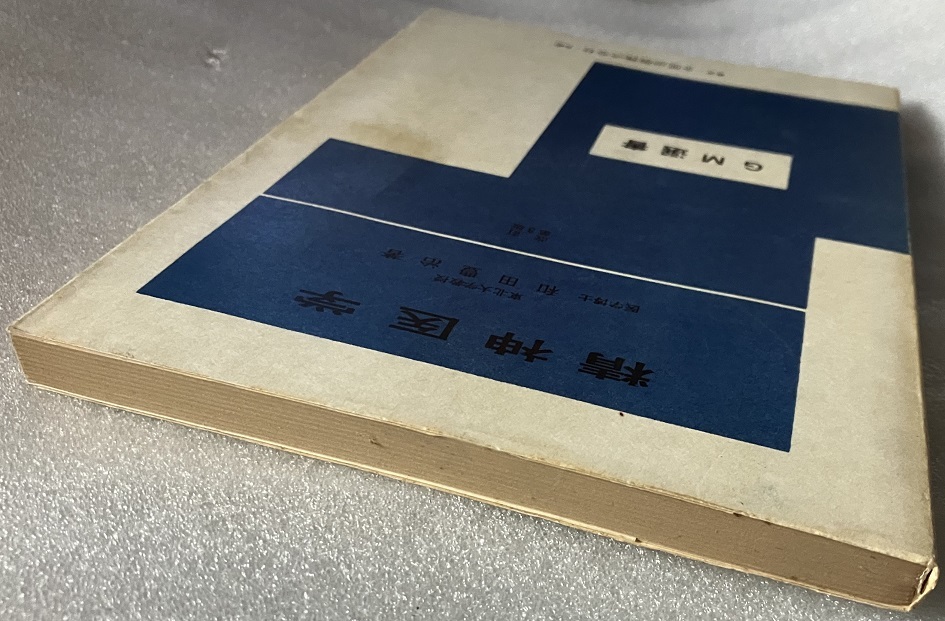 精神医学
医学博士 和田豊治 著
東北大学教授
GM選書